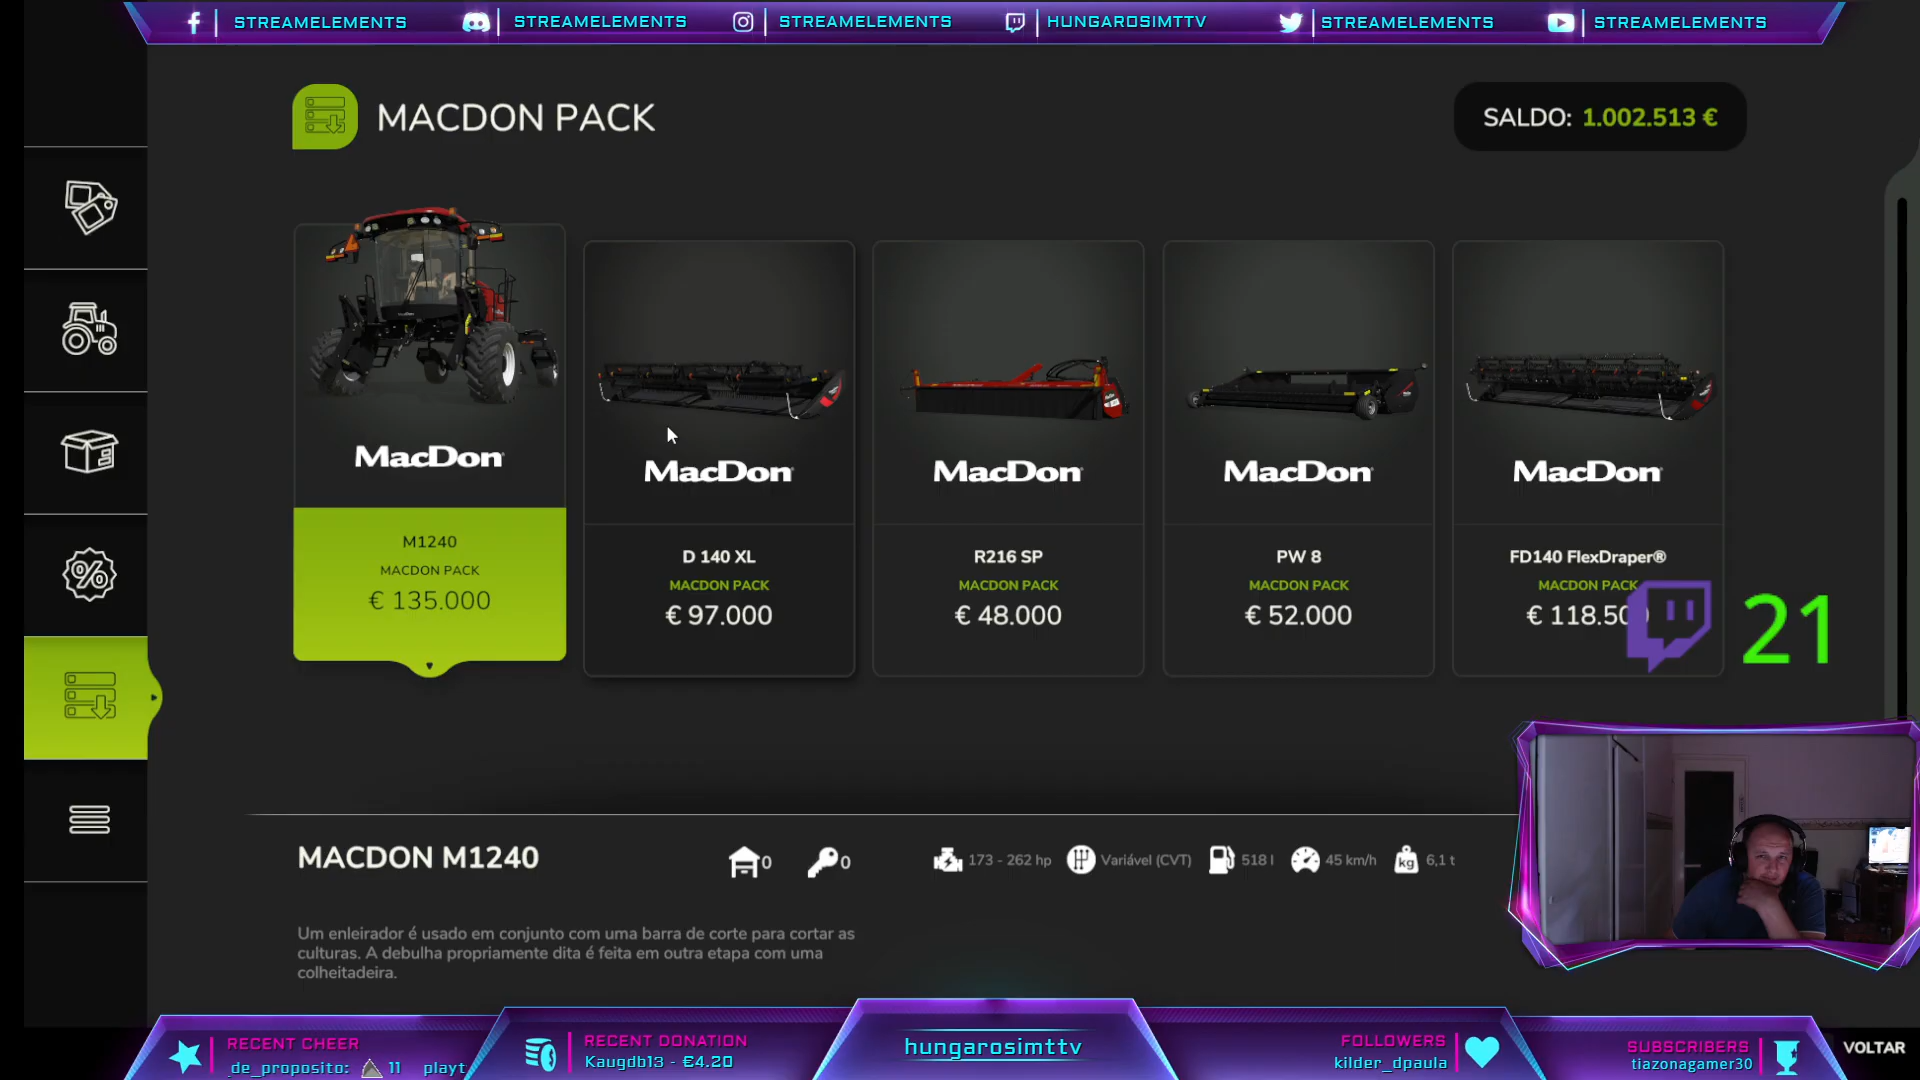 STREAMELEMENTS STREAMELEMENTS STREAMELEMENTS HUNGAROSIMTTV STREAMELEMENTS STREAMELEMENTS
MACDON PACK
SALDO: 1.002.513 €
MacDon MacDon MacDon MacDon MacDon
M1240
MACDON PACK
€ 135.000
D 140 XL
MACDON PACK
€ 97.000
R216 SP
MACDON PACK
€ 48.000
PW 8
MACDON PACK
€ 52.000
FD140 FlexDraper®
MACDON PACK
€ 118.50
21
MACDON M1240
0 0 173 - 262 hp Variável (CVT) 518 l 45 km/h kg 6,1 t
Um enleirador é usado em conjunto com uma barra de corte para cortar as
culturas. A debulha propriamente dita é feita em outra etapa com uma
colheitadeira.
RECENT CHEER
_de_proposito: 11 playt
RECENT DONATION
Kaugdb13 - €4.20
hungarosimttv
FOLLOWERS
kilder_dpaula
SUBSCRIBERS
tiazonagamer30
VOLTAR